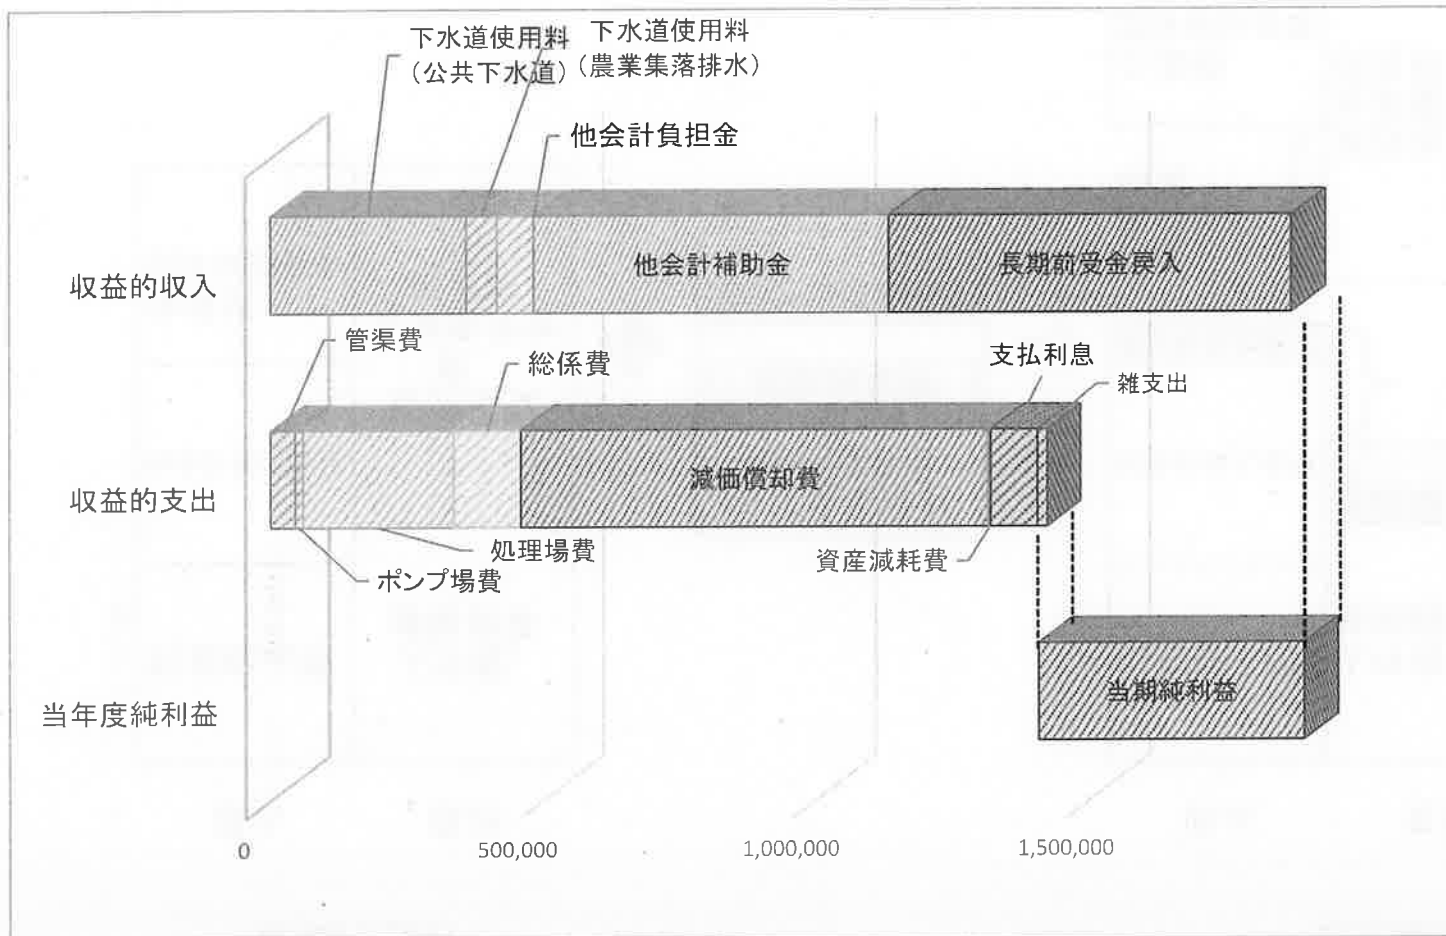 下水道使用料
（公共下水道）
下水道使用料
（農業集落排水）
他会計負担金
収益的収入
他会計補助金
長期前受金戻入
管渠費
総係費
支払利息
雑支出
収益的支出
減価償却費
処理場費
ポンプ場費
資産減耗費
当年度純利益
当期純利益
0
500,000
1,000,000
1,500,000